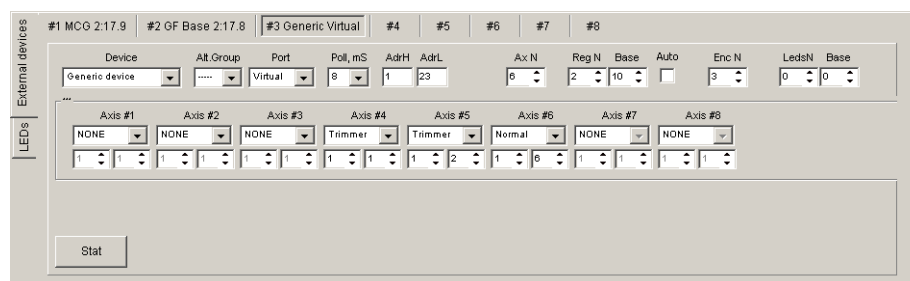 #1 MCG 2:17.9 #2 GF Base 2:17.8 #3 Generic Virtual #4 #5 #6 #7 #8
External devices
LEDs
Device Alt.Group Port Poll, mS AdrH AdrL Ax N Reg N Base Auto Enc N LedsN Base
Generic device ----- Virtual 8 1 23 6 2 10 3 0 0
...
Axis #1 Axis #2 Axis #3 Axis #4 Axis #5 Axis #6 Axis #7 Axis #8
NONE NONE NONE Trimmer Trimmer Normal NONE NONE
1 1 1 1 1 1 1 1 1 2 1 6 1 1 1 1
Stat